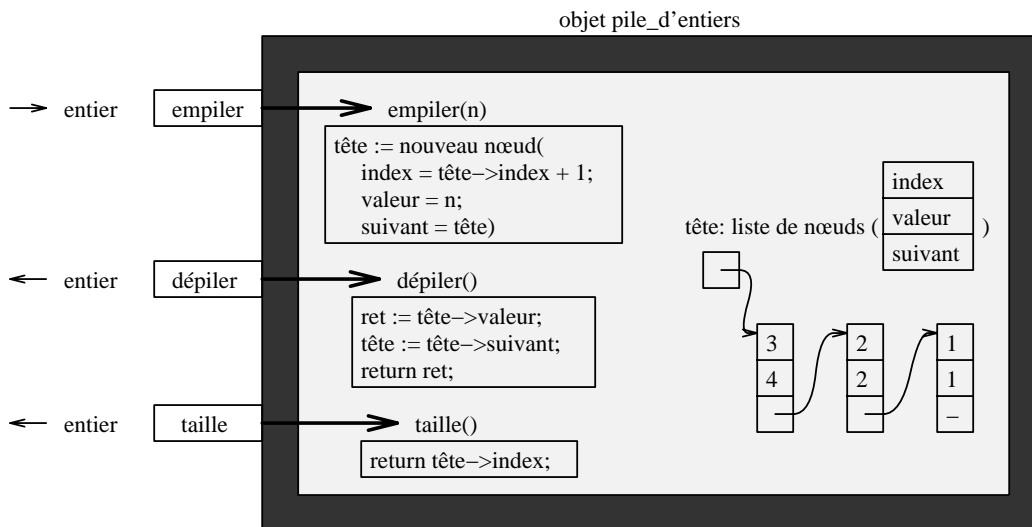 objet pile_d'entiers
entier
empiler
empiler(n)
tête := nouveau nœud(
index = tête−>index + 1;
valeur = n;
suivant = tête)
index
valeur
suivant
tête: liste de nœuds ( )
entier
dépiler
dépiler()
ret := tête−>valeur;
tête := tête−>suivant;
return ret;
3 2 1
4 2 1
−
entier
taille
taille()
return tête−>index;